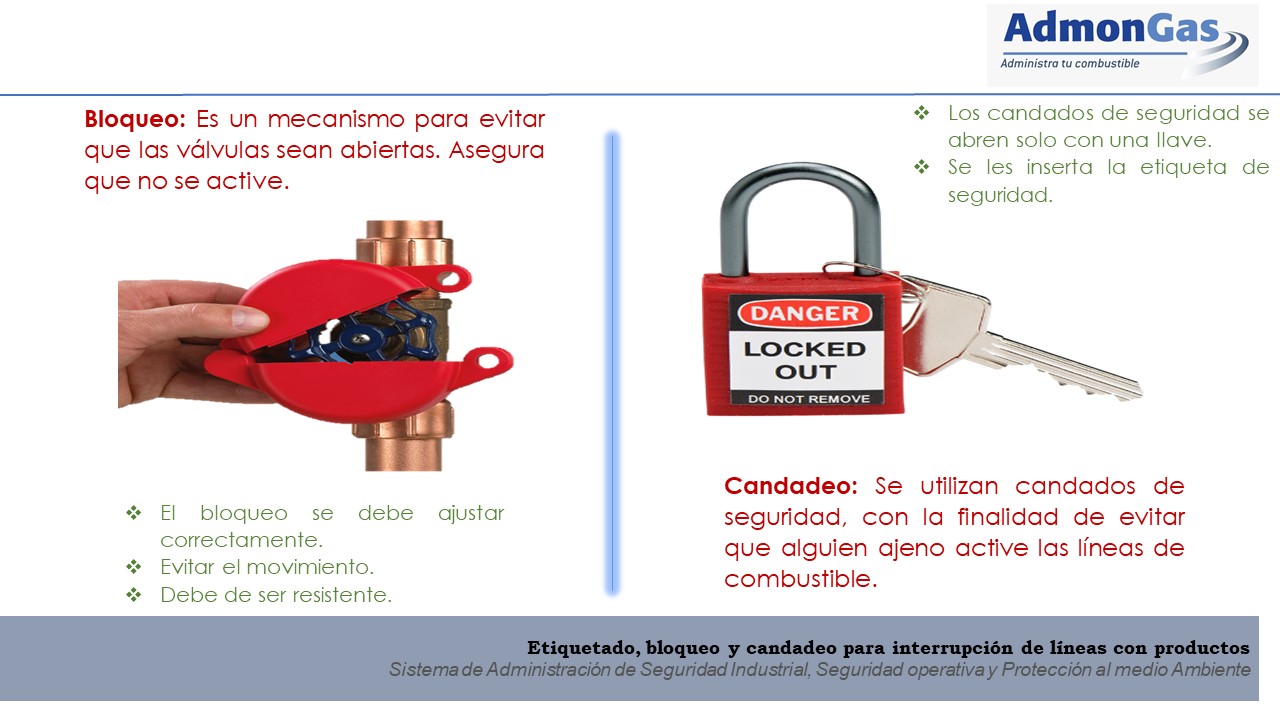 AdmonGas
Administra tu combustible
Bloqueo: Es un mecanismo para evitar
que las válvulas sean abiertas. Asegura
que no se active.
❖ El bloqueo se debe ajustar
correctamente.
❖ Evitar el movimiento.
❖ Debe de ser resistente.
❖ Los candados de seguridad se
abren solo con una llave.
❖ Se les inserta la etiqueta de
seguridad.
DANGER
LOCKED
OUT
DO NOT REMOVE
Candadeo: Se utilizan candados de
seguridad, con la finalidad de evitar
que alguien ajeno active las líneas de
combustible.
Etiquetado, bloqueo y candadeo para interrupción de líneas con productos
Sistema de Administración de Seguridad Industrial, Seguridad operativa y Protección al medio Ambiente